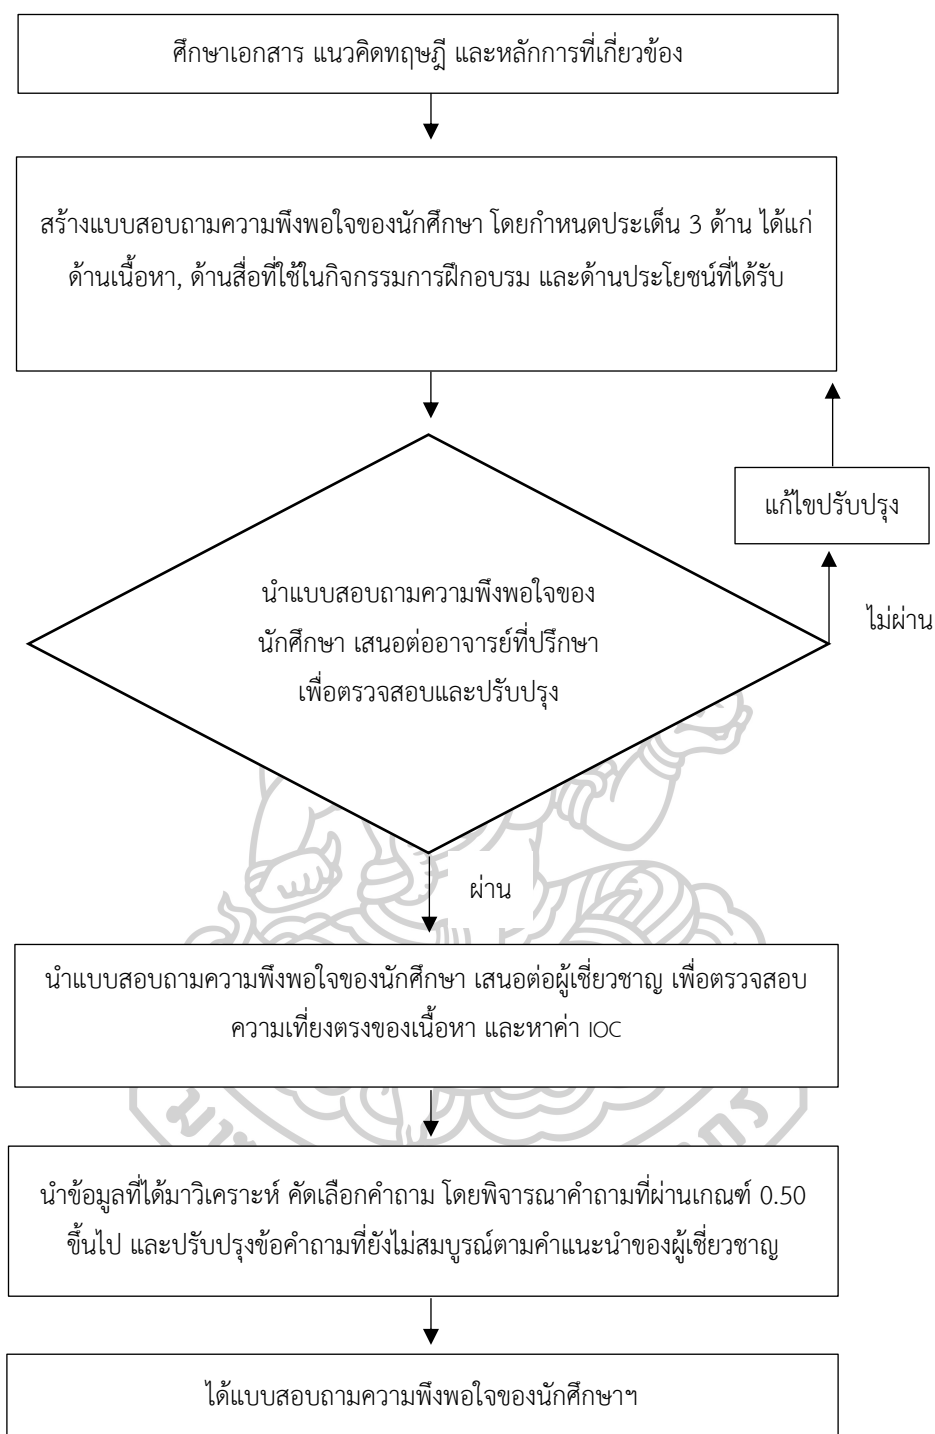 ศึกษาเอกสาร แนวคิดทฤษฎี และหลักการที่เกี่ยวข้อง
สร้างแบบสอบถามความพึงพอใจของนักศึกษา โดยกำหนดประเด็น 3 ด้าน ได้แก่
ด้านเนื้อหา, ด้านสื่อที่ใช้ในกิจกรรมการฝึกอบรม และด้านประโยชน์ที่ได้รับ
แก้ไขปรับปรุง
ไม่ผ่าน
นำแบบสอบถามความพึงพอใจของ
นักศึกษา เสนอต่ออาจารย์ที่ปรึกษา
เพื่อตรวจสอบและปรับปรุง
ผ่าน
นำแบบสอบถามความพึงพอใจของนักศึกษา เสนอต่อผู้เชี่ยวชาญ เพื่อตรวจสอบ
ความเที่ยงตรงของเนื้อหา และหาค่า IOC
นำข้อมูลที่ได้มาวิเคราะห์ คัดเลือกคำถาม โดยพิจารณาคำถามที่ผ่านเกณฑ์ 0.50
ขึ้นไป และปรับปรุงข้อคำถามที่ยังไม่สมบูรณ์ตามคำแนะนำของผู้เชี่ยวชาญ
ได้แบบสอบถามความพึงพอใจของนักศึกษาฯ